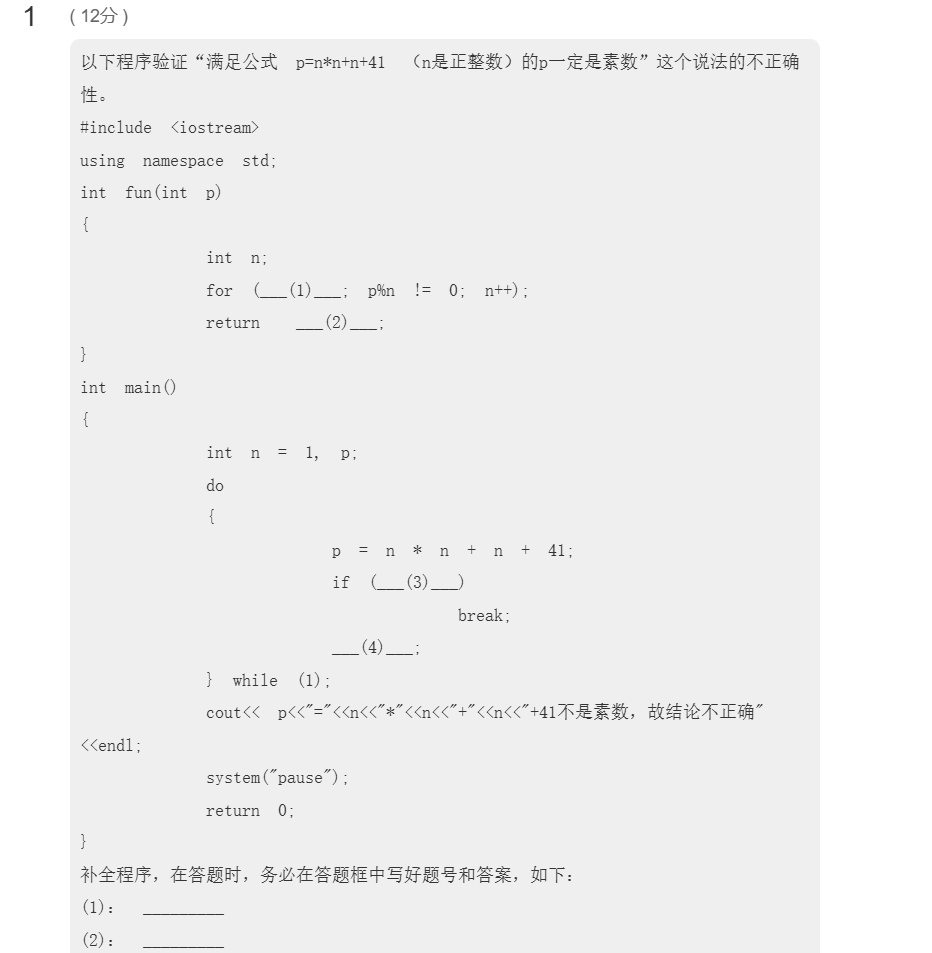 1 (12分)
以下程序验证“满足公式 p=n*n+n+41 （n是正整数）的p一定是素数”这个说法的不正确
性。
#include <iostream>
using namespace std;
int fun(int p)
{
int n;
for (___(1)___; p%n != 0; n++);
return ___(2)___;
}
int main()
{
int n = 1, p;
do
{
p = n * n + n + 41;
if (___(3)___)
break;
___(4)___;
} while (1);
cout<< p<<"="<<n<<"*"<<n<<"+"<<n<<"+41不是素数，故结论不正确"
<<endl;
system("pause");
return 0;
}
补全程序，在答题时，务必在答题框中写好题号和答案，如下：
(1)： _________
(2)： _________